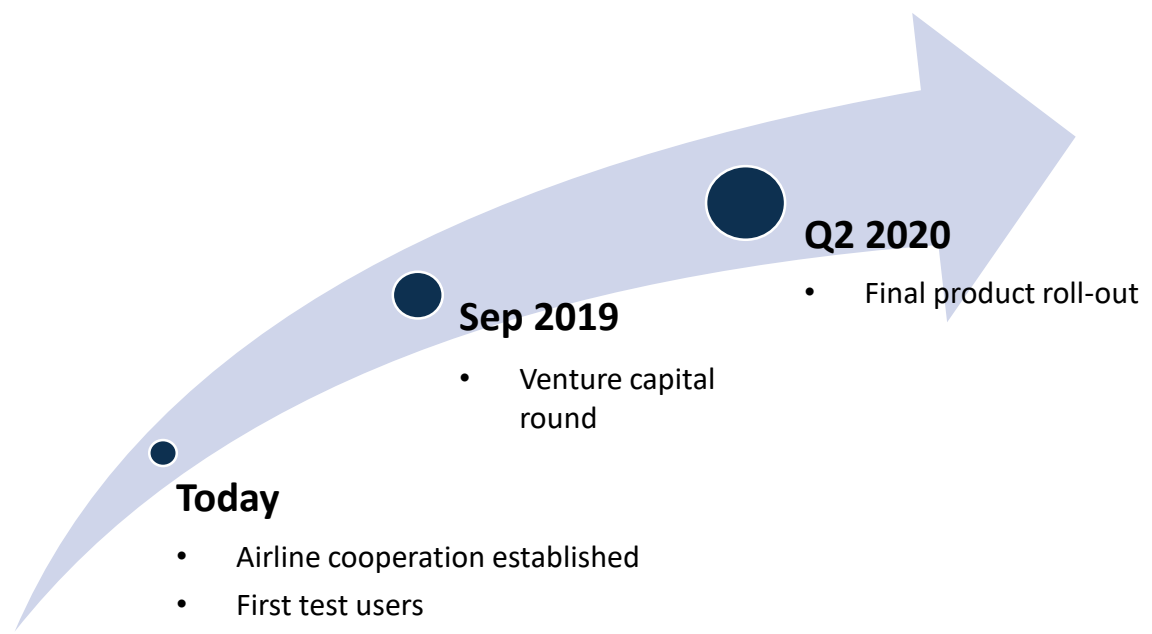 Q2 2020
• Final product roll-out
Sep 2019
• Venture capital
round
Today
• Airline cooperation established
• First test users